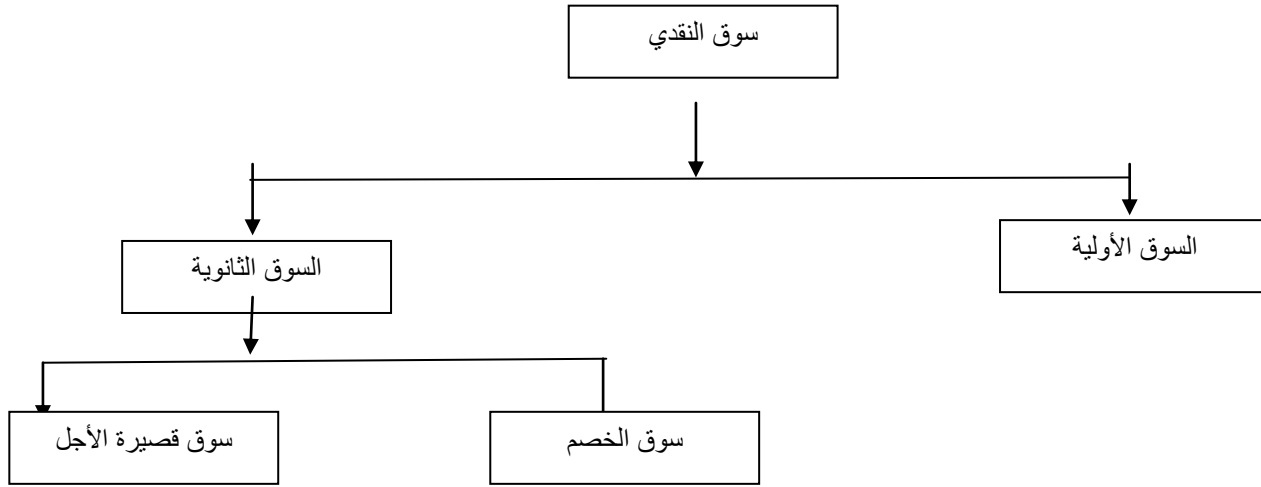 سوق النقدي
السوق الأولية
السوق الثانوية
سوق الخصم
سوق قصيرة الأجل